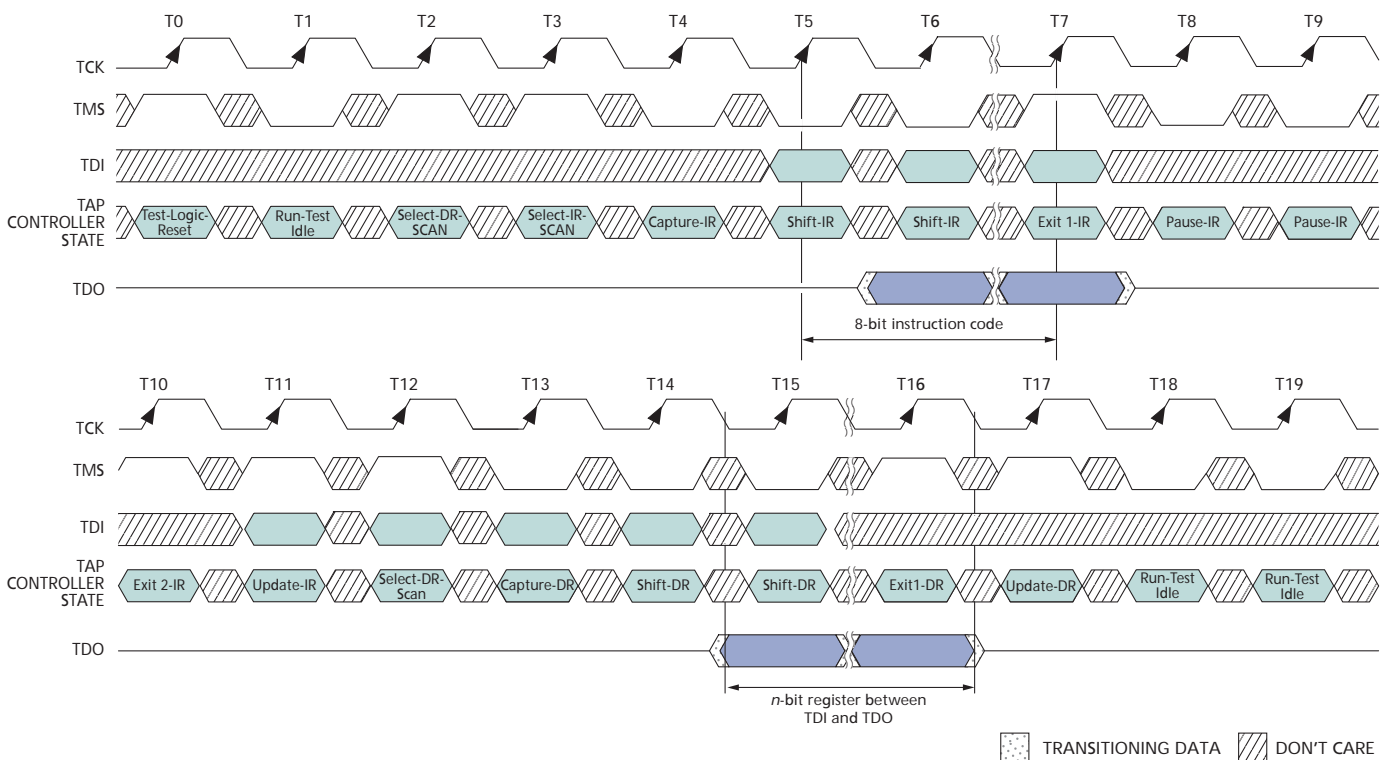 T0 T1 T2 T3 T4 T5 T6 T7 T8 T9
TCK
TMS
TDI
TAP
CONTROLLER
STATE
Test-Logic-
Reset
Run-Test
Idle
Select-DR-
SCAN
Select-IR-
SCAN
Capture-IR
Shift-IR
Shift-IR
Exit 1-IR
Pause-IR
Pause-IR
TDO
8-bit instruction code
T10 T11 T12 T13 T14 T15 T16 T17 T18 T19
TCK
TMS
TDI
TAP
CONTROLLER
STATE
Exit 2-IR
Update-IR
Select-DR-
Scan
Capture-DR
Shift-DR
Shift-DR
Exit1-DR
Update-DR
Run-Test
Idle
Run-Test
Idle
TDO
n-bit register between
TDI and TDO
TRANSITIONING DATA
DON'T CARE